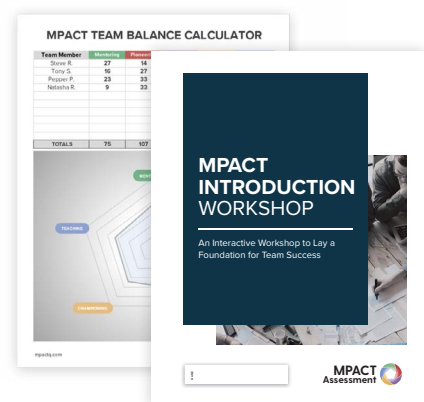 MPACT TEAM BALANCE CALCULATOR
Team Member Mentoring
Steve R. 27 14
Tony S. 16 27
Pepper P. 23 33
Natasha R. 9 33
TOTALS 75 107
TEACHING
mpactq.com
MPACT
INTRODUCTION
WORKSHOP
An Interactive Workshop to Lay a
Foundation for Team Success
!
MPACT
Assessment